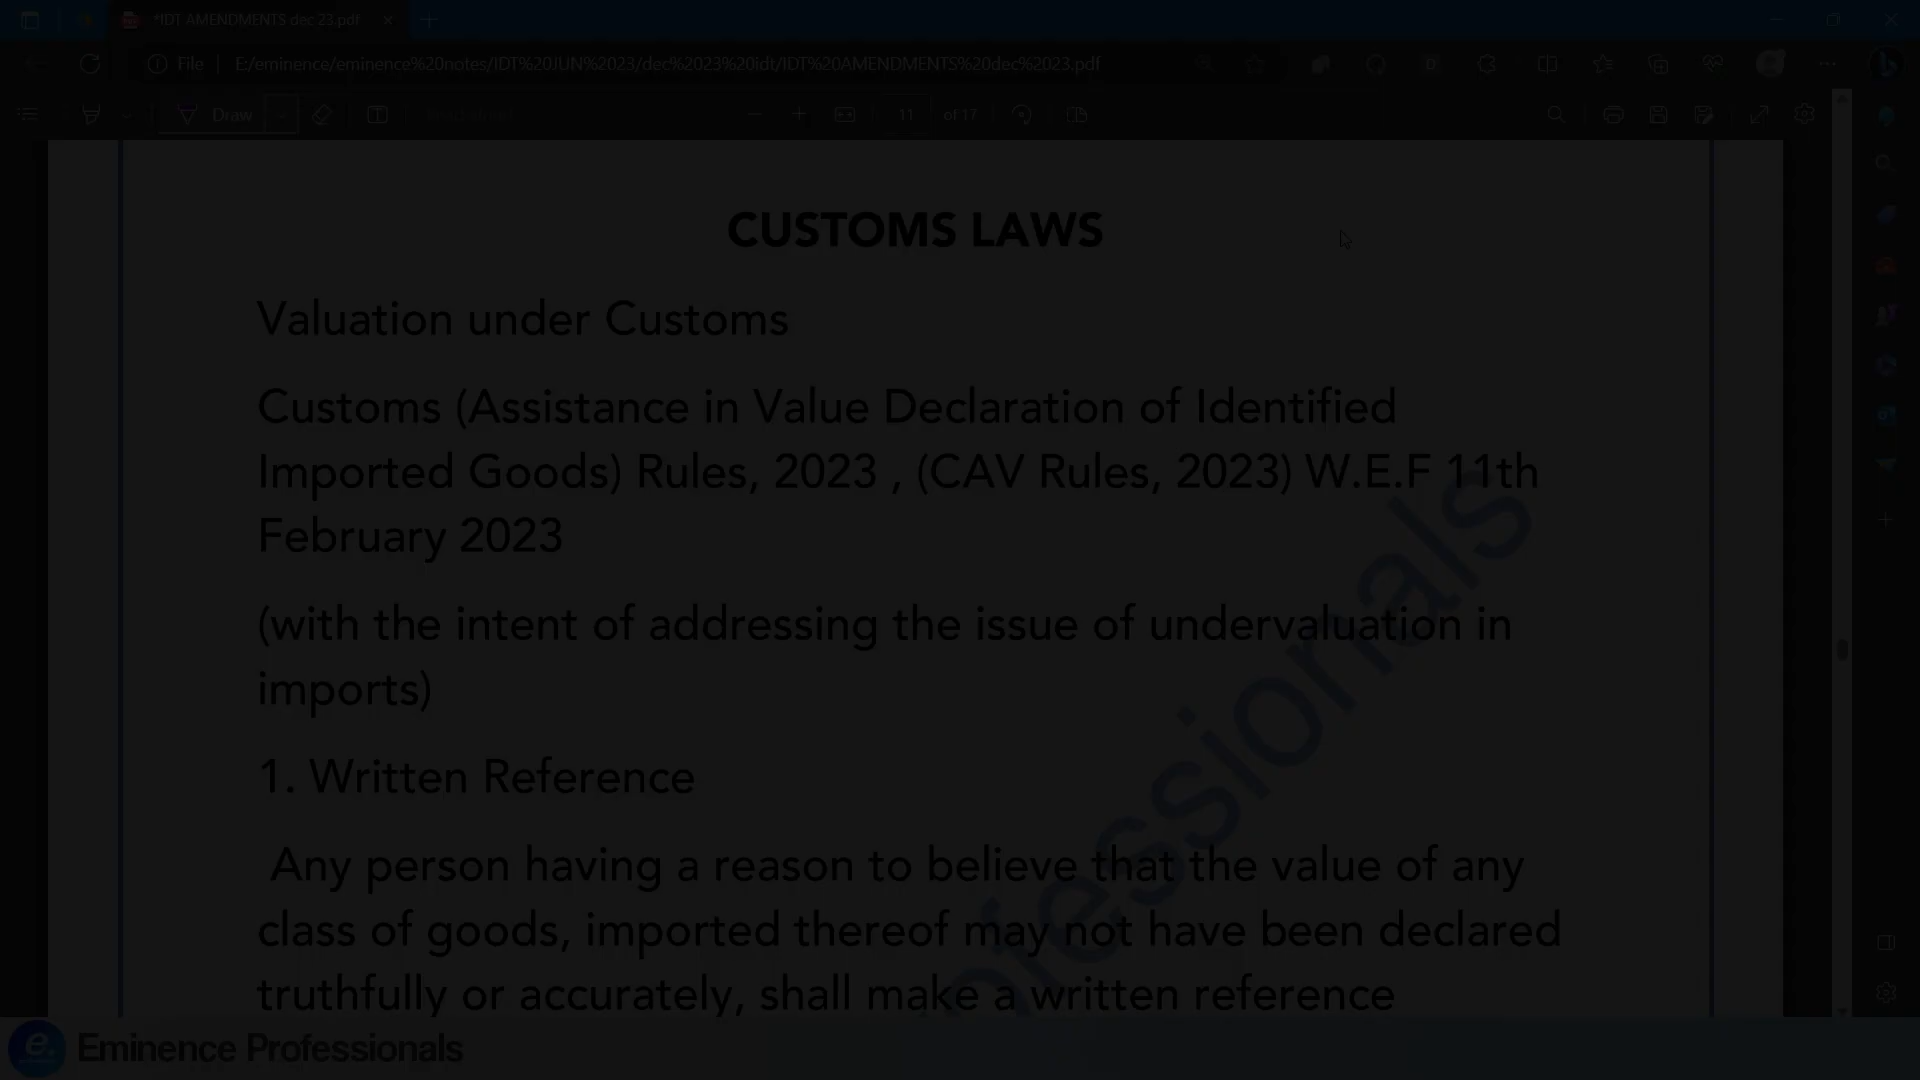 *IDT AMENDMENTS dec 23.pdf
File
E:/eminence/eminence%20notes/IDT%20JUN%2023/dec%2023%20idt/IDT%20AMENDMENTS%20dec%2023.pdf
Draw
11 of 17
CUSTOMS LAWS
Valuation under Customs
Customs (Assistance in Value Declaration of Identified
Imported Goods) Rules, 2023 , (CAV Rules, 2023) W.E.F 11th
February 2023
(with the intent of addressing the issue of undervaluation in
imports)
1. Written Reference
Any person having a reason to believe that the value of any
class of goods, imported thereof may not have been declared
truthfully or accurately, shall make a written reference
e. Eminence Professionals